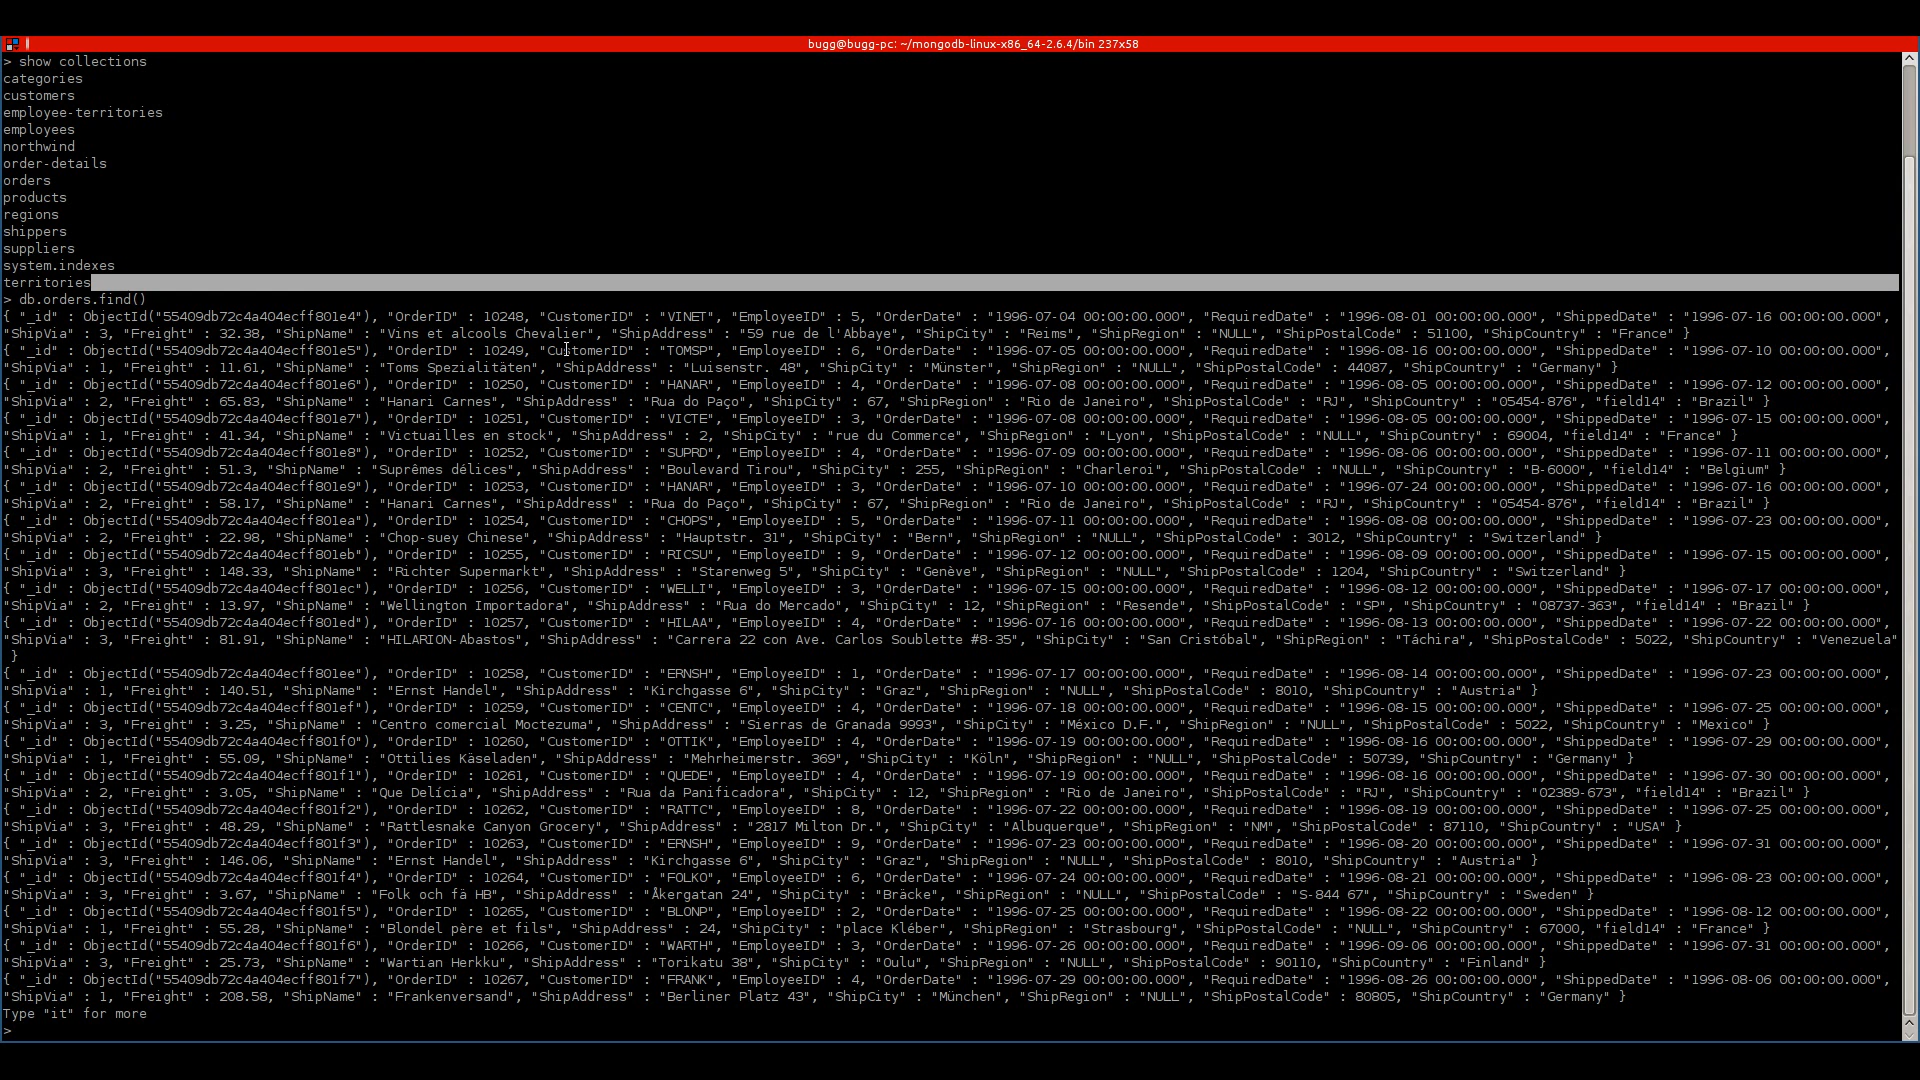 bugg@bugg-pc: ~/mongodb-linux-x86_64-2.6.4/bin 237x58
> show collections
categories
customers
employee-territories
employees
northwind
order-details
orders
products
regions
shippers
suppliers
system.indexes
territories
> db.orders.find()
{ "_id" : ObjectId("55409db72c4a404ecff801e4"), "OrderID" : 10248, "CustomerID" : "VINET", "EmployeeID" : 5, "OrderDate" : "1996-07-04 00:00:00.000", "RequiredDate" : "1996-08-01 00:00:00.000", "ShippedDate" : "1996-07-16 00:00:00.000",
"ShipVia" : 3, "Freight" : 32.38, "ShipName" : "Vins et alcools Chevalier", "ShipAddress" : "59 rue de l'Abbaye", "ShipCity" : "Reims", "ShipRegion" : "NULL", "ShipPostalCode" : 51100, "ShipCountry" : "France" }
{ "_id" : ObjectId("55409db72c4a404ecff801e5"), "OrderID" : 10249, "CustomerID" : "TOMSP", "EmployeeID" : 6, "OrderDate" : "1996-07-05 00:00:00.000", "RequiredDate" : "1996-08-16 00:00:00.000", "ShippedDate" : "1996-07-10 00:00:00.000",
"ShipVia" : 1, "Freight" : 11.61, "ShipName" : "Toms Spezialitäten", "ShipAddress" : "Luisenstr. 48", "ShipCity" : "Münster", "ShipRegion" : "NULL", "ShipPostalCode" : 44087, "ShipCountry" : "Germany" }
{ "_id" : ObjectId("55409db72c4a404ecff801e6"), "OrderID" : 10250, "CustomerID" : "HANAR", "EmployeeID" : 4, "OrderDate" : "1996-07-08 00:00:00.000", "RequiredDate" : "1996-08-05 00:00:00.000", "ShippedDate" : "1996-07-12 00:00:00.000",
"ShipVia" : 2, "Freight" : 65.83, "ShipName" : "Hanari Carnes", "ShipAddress" : "Rua do Paço", "ShipCity" : 67, "ShipRegion" : "Rio de Janeiro", "ShipPostalCode" : "RJ", "ShipCountry" : "05454-876", "field14" : "Brazil" }
{ "_id" : ObjectId("55409db72c4a404ecff801e7"), "OrderID" : 10251, "CustomerID" : "VICTE", "EmployeeID" : 3, "OrderDate" : "1996-07-08 00:00:00.000", "RequiredDate" : "1996-08-05 00:00:00.000", "ShippedDate" : "1996-07-15 00:00:00.000",
"ShipVia" : 1, "Freight" : 41.34, "ShipName" : "Victuailles en stock", "ShipAddress" : 2, "ShipCity" : "rue du Commerce", "ShipRegion" : "Lyon", "ShipPostalCode" : "NULL", "ShipCountry" : 69004, "field14" : "France" }
{ "_id" : ObjectId("55409db72c4a404ecff801e8"), "OrderID" : 10252, "CustomerID" : "SUPRD", "EmployeeID" : 4, "OrderDate" : "1996-07-09 00:00:00.000", "RequiredDate" : "1996-08-06 00:00:00.000", "ShippedDate" : "1996-07-11 00:00:00.000",
"ShipVia" : 2, "Freight" : 51.3, "ShipName" : "Suprêmes délices", "ShipAddress" : "Boulevard Tirou", "ShipCity" : 255, "ShipRegion" : "Charleroi", "ShipPostalCode" : "NULL", "ShipCountry" : "B-6000", "field14" : "Belgium" }
{ "_id" : ObjectId("55409db72c4a404ecff801e9"), "OrderID" : 10253, "CustomerID" : "HANAR", "EmployeeID" : 3, "OrderDate" : "1996-07-10 00:00:00.000", "RequiredDate" : "1996-07-24 00:00:00.000", "ShippedDate" : "1996-07-16 00:00:00.000",
"ShipVia" : 2, "Freight" : 58.17, "ShipName" : "Hanari Carnes", "ShipAddress" : "Rua do Paço", "ShipCity" : 67, "ShipRegion" : "Rio de Janeiro", "ShipPostalCode" : "RJ", "ShipCountry" : "05454-876", "field14" : "Brazil" }
{ "_id" : ObjectId("55409db72c4a404ecff801ea"), "OrderID" : 10254, "CustomerID" : "CHOPS", "EmployeeID" : 5, "OrderDate" : "1996-07-11 00:00:00.000", "RequiredDate" : "1996-08-08 00:00:00.000", "ShippedDate" : "1996-07-23 00:00:00.000",
"ShipVia" : 2, "Freight" : 22.98, "ShipName" : "Chop-suey Chinese", "ShipAddress" : "Hauptstr. 31", "ShipCity" : "Bern", "ShipRegion" : "NULL", "ShipPostalCode" : 3012, "ShipCountry" : "Switzerland" }
{ "_id" : ObjectId("55409db72c4a404ecff801eb"), "OrderID" : 10255, "CustomerID" : "RICSU", "EmployeeID" : 9, "OrderDate" : "1996-07-12 00:00:00.000", "RequiredDate" : "1996-08-09 00:00:00.000", "ShippedDate" : "1996-07-15 00:00:00.000",
"ShipVia" : 3, "Freight" : 148.33, "ShipName" : "Richter Supermarkt", "ShipAddress" : "Starenweg 5", "ShipCity" : "Genève", "ShipRegion" : "NULL", "ShipPostalCode" : 1204, "ShipCountry" : "Switzerland" }
{ "_id" : ObjectId("55409db72c4a404ecff801ec"), "OrderID" : 10256, "CustomerID" : "WELLI", "EmployeeID" : 3, "OrderDate" : "1996-07-15 00:00:00.000", "RequiredDate" : "1996-08-12 00:00:00.000", "ShippedDate" : "1996-07-17 00:00:00.000",
"ShipVia" : 2, "Freight" : 13.97, "ShipName" : "Wellington Importadora", "ShipAddress" : "Rua do Mercado", "ShipCity" : 12, "ShipRegion" : "Resende", "ShipPostalCode" : "SP", "ShipCountry" : "08737-363", "field14" : "Brazil" }
{ "_id" : ObjectId("55409db72c4a404ecff801ed"), "OrderID" : 10257, "CustomerID" : "HILAA", "EmployeeID" : 4, "OrderDate" : "1996-07-16 00:00:00.000", "RequiredDate" : "1996-08-13 00:00:00.000", "ShippedDate" : "1996-07-22 00:00:00.000",
"ShipVia" : 3, "Freight" : 81.91, "ShipName" : "HILARION-Abastos", "ShipAddress" : "Carrera 22 con Ave. Carlos Soublette #8-35", "ShipCity" : "San Cristóbal", "ShipRegion" : "Táchira", "ShipPostalCode" : 5022, "ShipCountry" : "Venezuela"
}
{ "_id" : ObjectId("55409db72c4a404ecff801ee"), "OrderID" : 10258, "CustomerID" : "ERNSH", "EmployeeID" : 1, "OrderDate" : "1996-07-17 00:00:00.000", "RequiredDate" : "1996-08-14 00:00:00.000", "ShippedDate" : "1996-07-23 00:00:00.000",
"ShipVia" : 1, "Freight" : 140.51, "ShipName" : "Ernst Handel", "ShipAddress" : "Kirchgasse 6", "ShipCity" : "Graz", "ShipRegion" : "NULL", "ShipPostalCode" : 8010, "ShipCountry" : "Austria" }
{ "_id" : ObjectId("55409db72c4a404ecff801ef"), "OrderID" : 10259, "CustomerID" : "CENTC", "EmployeeID" : 4, "OrderDate" : "1996-07-18 00:00:00.000", "RequiredDate" : "1996-08-15 00:00:00.000", "ShippedDate" : "1996-07-25 00:00:00.000",
"ShipVia" : 3, "Freight" : 3.25, "ShipName" : "Centro comercial Moctezuma", "ShipAddress" : "Sierras de Granada 9993", "ShipCity" : "México D.F.", "ShipRegion" : "NULL", "ShipPostalCode" : 5022, "ShipCountry" : "Mexico" }
{ "_id" : ObjectId("55409db72c4a404ecff801f0"), "OrderID" : 10260, "CustomerID" : "OTTIK", "EmployeeID" : 4, "OrderDate" : "1996-07-19 00:00:00.000", "RequiredDate" : "1996-08-16 00:00:00.000", "ShippedDate" : "1996-07-29 00:00:00.000",
"ShipVia" : 1, "Freight" : 55.09, "ShipName" : "Ottilies Käseladen", "ShipAddress" : "Mehrheimerstr. 369", "ShipCity" : "Köln", "ShipRegion" : "NULL", "ShipPostalCode" : 50739, "ShipCountry" : "Germany" }
{ "_id" : ObjectId("55409db72c4a404ecff801f1"), "OrderID" : 10261, "CustomerID" : "QUEDE", "EmployeeID" : 4, "OrderDate" : "1996-07-19 00:00:00.000", "RequiredDate" : "1996-08-16 00:00:00.000", "ShippedDate" : "1996-07-30 00:00:00.000",
"ShipVia" : 2, "Freight" : 3.05, "ShipName" : "Que Delícia", "ShipAddress" : "Rua da Panificadora", "ShipCity" : 12, "ShipRegion" : "Rio de Janeiro", "ShipPostalCode" : "RJ", "ShipCountry" : "02389-673", "field14" : "Brazil" }
{ "_id" : ObjectId("55409db72c4a404ecff801f2"), "OrderID" : 10262, "CustomerID" : "RATTC", "EmployeeID" : 8, "OrderDate" : "1996-07-22 00:00:00.000", "RequiredDate" : "1996-08-19 00:00:00.000", "ShippedDate" : "1996-07-25 00:00:00.000",
"ShipVia" : 3, "Freight" : 48.29, "ShipName" : "Rattlesnake Canyon Grocery", "ShipAddress" : "2817 Milton Dr.", "ShipCity" : "Albuquerque", "ShipRegion" : "NM", "ShipPostalCode" : 87110, "ShipCountry" : "USA" }
{ "_id" : ObjectId("55409db72c4a404ecff801f3"), "OrderID" : 10263, "CustomerID" : "ERNSH", "EmployeeID" : 9, "OrderDate" : "1996-07-23 00:00:00.000", "RequiredDate" : "1996-08-20 00:00:00.000", "ShippedDate" : "1996-07-31 00:00:00.000",
"ShipVia" : 3, "Freight" : 146.06, "ShipName" : "Ernst Handel", "ShipAddress" : "Kirchgasse 6", "ShipCity" : "Graz", "ShipRegion" : "NULL", "ShipPostalCode" : 8010, "ShipCountry" : "Austria" }
{ "_id" : ObjectId("55409db72c4a404ecff801f4"), "OrderID" : 10264, "CustomerID" : "FOLKO", "EmployeeID" : 6, "OrderDate" : "1996-07-24 00:00:00.000", "RequiredDate" : "1996-08-21 00:00:00.000", "ShippedDate" : "1996-08-23 00:00:00.000",
"ShipVia" : 3, "Freight" : 3.67, "ShipName" : "Folk och fä HB", "ShipAddress" : "Åkergatan 24", "ShipCity" : "Bräcke", "ShipRegion" : "NULL", "ShipPostalCode" : "S-844 67", "ShipCountry" : "Sweden" }
{ "_id" : ObjectId("55409db72c4a404ecff801f5"), "OrderID" : 10265, "CustomerID" : "BLONP", "EmployeeID" : 2, "OrderDate" : "1996-07-25 00:00:00.000", "RequiredDate" : "1996-08-22 00:00:00.000", "ShippedDate" : "1996-08-12 00:00:00.000",
"ShipVia" : 1, "Freight" : 55.28, "ShipName" : "Blondel père et fils", "ShipAddress" : 24, "ShipCity" : "place Kléber", "ShipRegion" : "Strasbourg", "ShipPostalCode" : "NULL", "ShipCountry" : 67000, "field14" : "France" }
{ "_id" : ObjectId("55409db72c4a404ecff801f6"), "OrderID" : 10266, "CustomerID" : "WARTH", "EmployeeID" : 3, "OrderDate" : "1996-07-26 00:00:00.000", "RequiredDate" : "1996-09-06 00:00:00.000", "ShippedDate" : "1996-07-31 00:00:00.000",
"ShipVia" : 3, "Freight" : 25.73, "ShipName" : "Wartian Herkku", "ShipAddress" : "Torikatu 38", "ShipCity" : "Oulu", "ShipRegion" : "NULL", "ShipPostalCode" : 90110, "ShipCountry" : "Finland" }
{ "_id" : ObjectId("55409db72c4a404ecff801f7"), "OrderID" : 10267, "CustomerID" : "FRANK", "EmployeeID" : 4, "OrderDate" : "1996-07-29 00:00:00.000", "RequiredDate" : "1996-08-26 00:00:00.000", "ShippedDate" : "1996-08-06 00:00:00.000",
"ShipVia" : 1, "Freight" : 208.58, "ShipName" : "Frankenversand", "ShipAddress" : "Berliner Platz 43", "ShipCity" : "München", "ShipRegion" : "NULL", "ShipPostalCode" : 80805, "ShipCountry" : "Germany" }
Type "it" for more
>